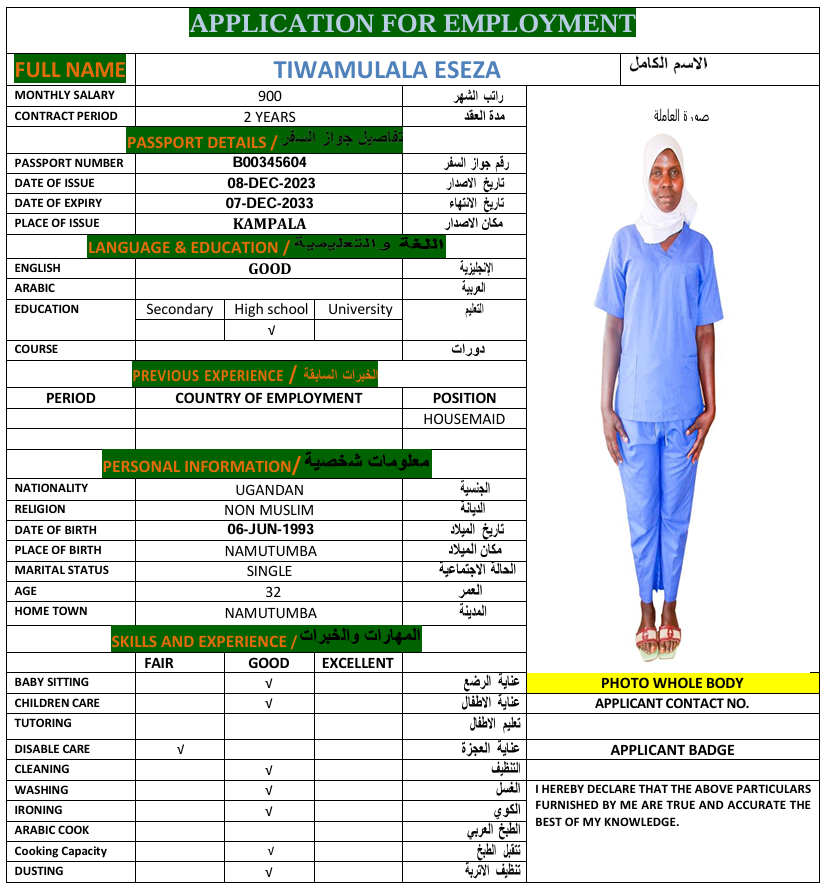 APPLICATION FOR EMPLOYMENT
FULL NAME TIWAMULALA ESEZA الاسم الكامل
MONTHLY SALARY 900 راتب الشهر
CONTRACT PERIOD 2 YEARS مدة العقد
صورة العاملة
PASSPORT DETAILS / تفاصيل جواز السفر
PASSPORT NUMBER B00345604 رقم جواز السفر
DATE OF ISSUE 08-DEC-2023 تاريخ الاصدار
DATE OF EXPIRY 07-DEC-2033 تاريخ الانتهاء
PLACE OF ISSUE KAMPALA مكان الاصدار
LANGUAGE & EDUCATION / اللغة والتعليمية
ENGLISH GOOD الإنجليزية
ARABIC العربية
EDUCATION Secondary High school University التعليم
√
COURSE دورات
PREVIOUS EXPERIENCE / الخبرات السابقة
PERIOD COUNTRY OF EMPLOYMENT POSITION
HOUSEMAID
PERSONAL INFORMATION/ معلومات شخصية
NATIONALITY UGANDAN الجنسية
RELIGION NON MUSLIM الديانة
DATE OF BIRTH 06-JUN-1993 تاريخ الميلاد
PLACE OF BIRTH NAMUTUMBA مكان الميلاد
MARITAL STATUS SINGLE الحالة الاجتماعية
AGE 32 العمر
HOME TOWN NAMUTUMBA المدينة
SKILLS AND EXPERIENCE / المهارات والخبرات
FAIR GOOD EXCELLENT
BABY SITTING √ عناية الرضع
CHILDREN CARE √ عناية الاطفال
TUTORING تعليم الاطفال
DISABLE CARE √ عناية العجزة
CLEANING √ التنظيف
WASHING √ الغسل
IRONING √ الكوي
ARABIC COOK الطبخ العربي
Cooking Capacity √ تتقبل الطبخ
DUSTING √ تنظيف الاتربة
PHOTO WHOLE BODY
APPLICANT CONTACT NO.
APPLICANT BADGE
I HEREBY DECLARE THAT THE ABOVE PARTICULARS
FURNISHED BY ME ARE TRUE AND ACCURATE THE
BEST OF MY KNOWLEDGE.